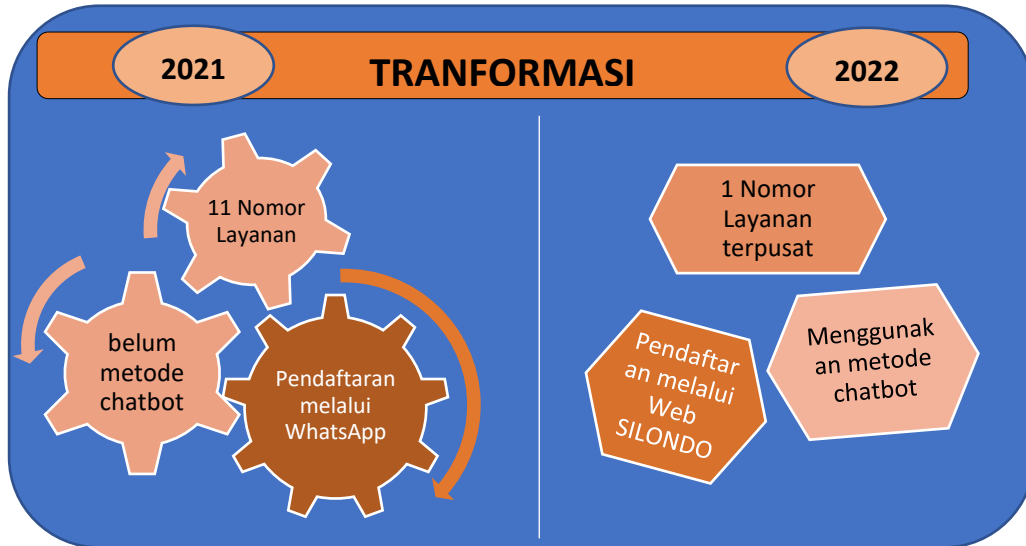 2021
TRANFORMASI
2022
11 Nomor
Layanan
belum
metode
chatbot
Pendaftaran
melalui
WhatsApp
1 Nomor
Layanan
terpusat
Pendaftar
an melalui
Web
SILONDO
Menggunak
an metode
chatbot